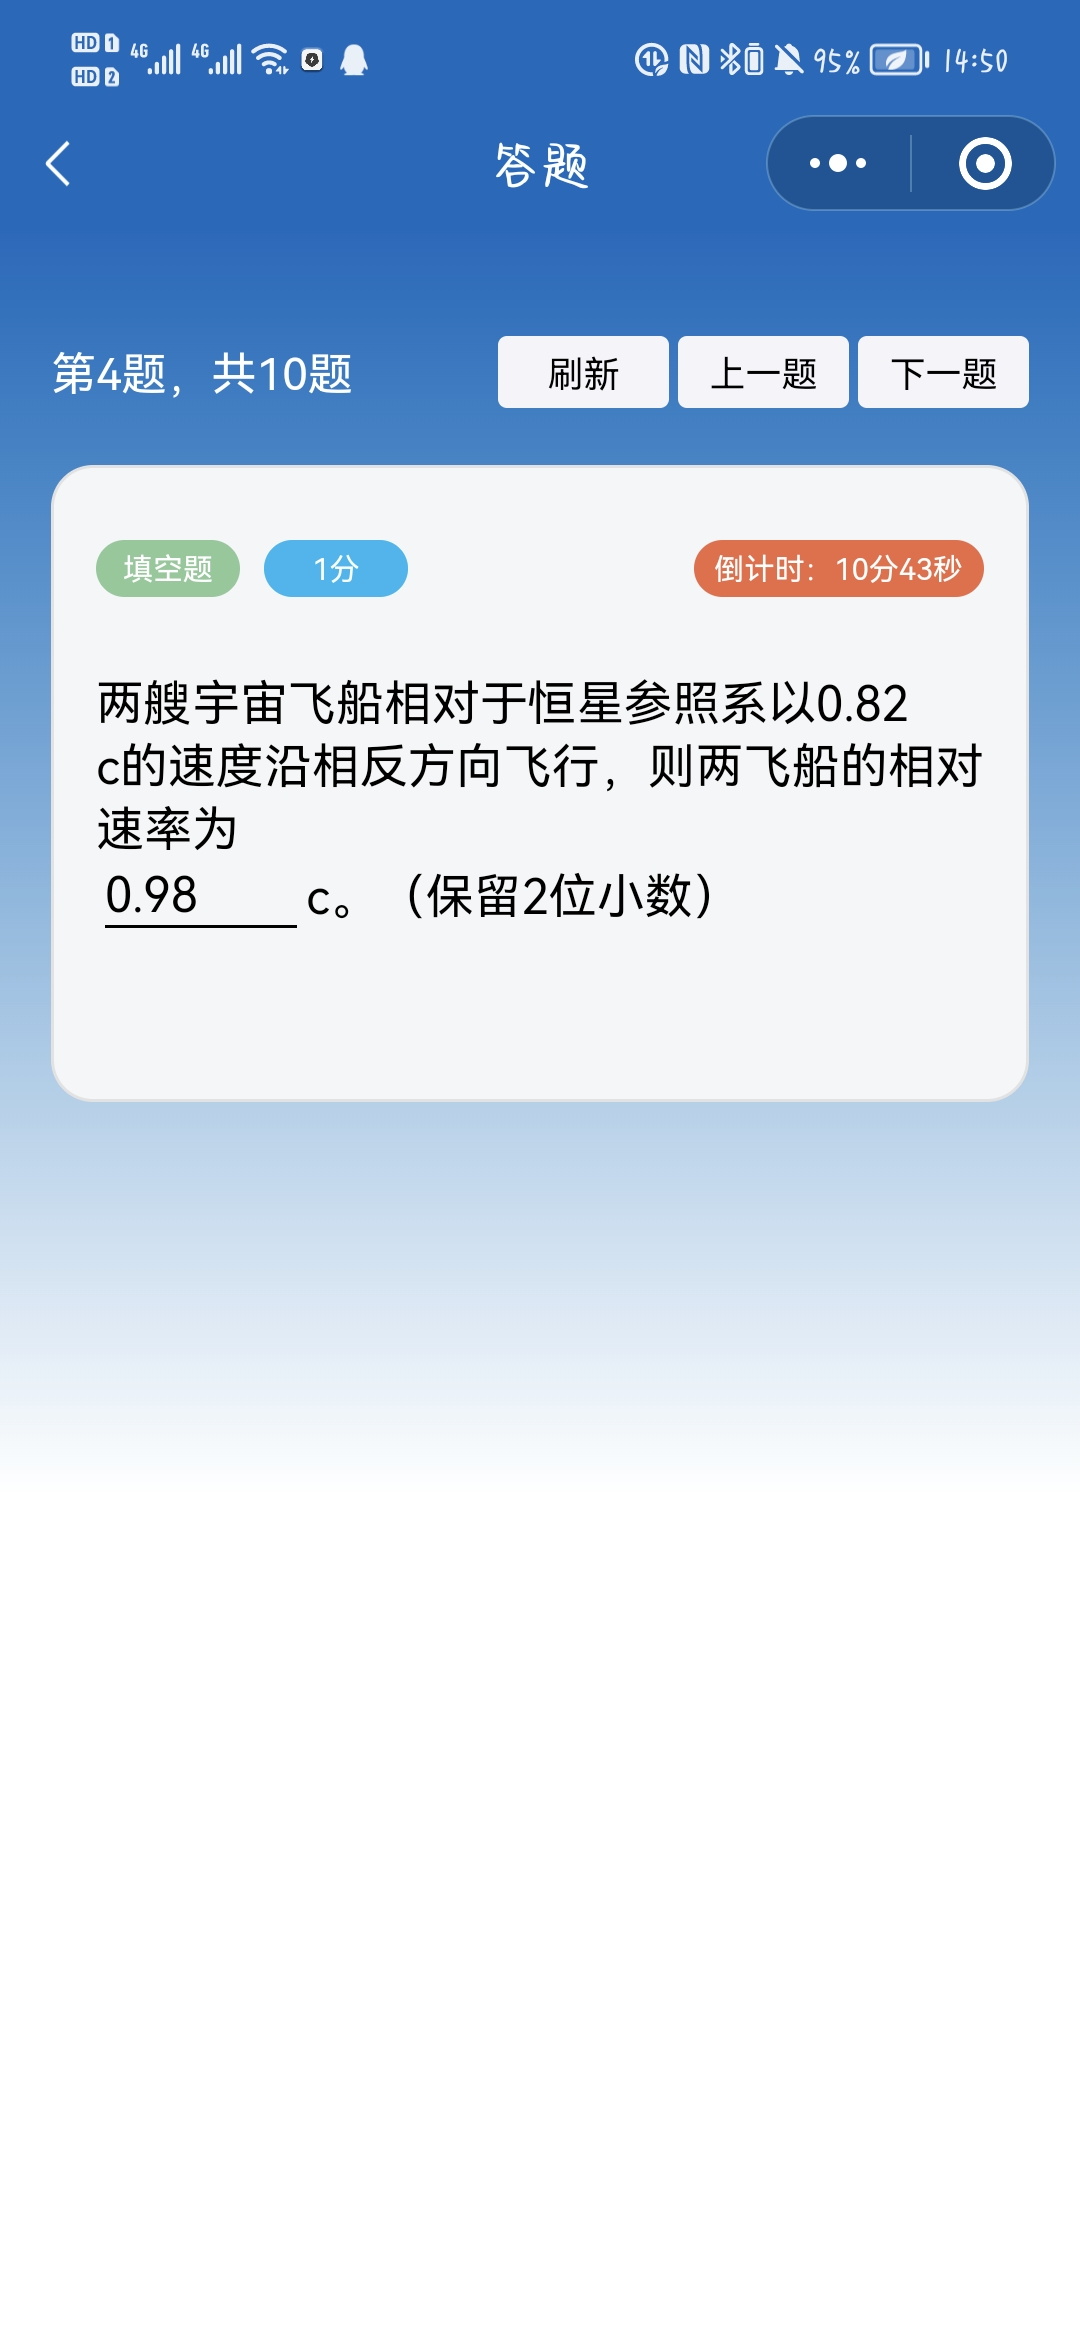 HD 1 4G 4G 95% 14:50
HD 2
答题
第4题，共10题 刷新 上一题 下一题
填空题 1分 倒计时：10分43秒
两艘宇宙飞船相对于恒星参照系以0.82
c的速度沿相反方向飞行，则两飞船的相对
速率为
0.98 c。（保留2位小数）